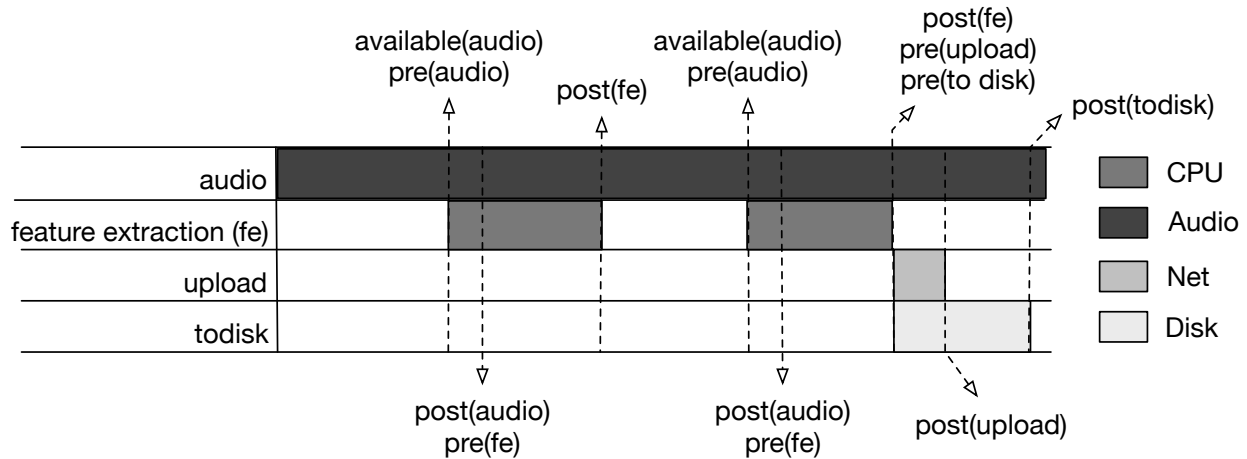 available(audio)
pre(audio)
post(fe)
available(audio)
pre(audio)
post(fe)
pre(upload)
pre(to disk)
post(todisk)
audio
feature extraction (fe)
upload
todisk
CPU
Audio
Net
Disk
post(audio)
pre(fe)
post(audio)
pre(fe)
post(upload)